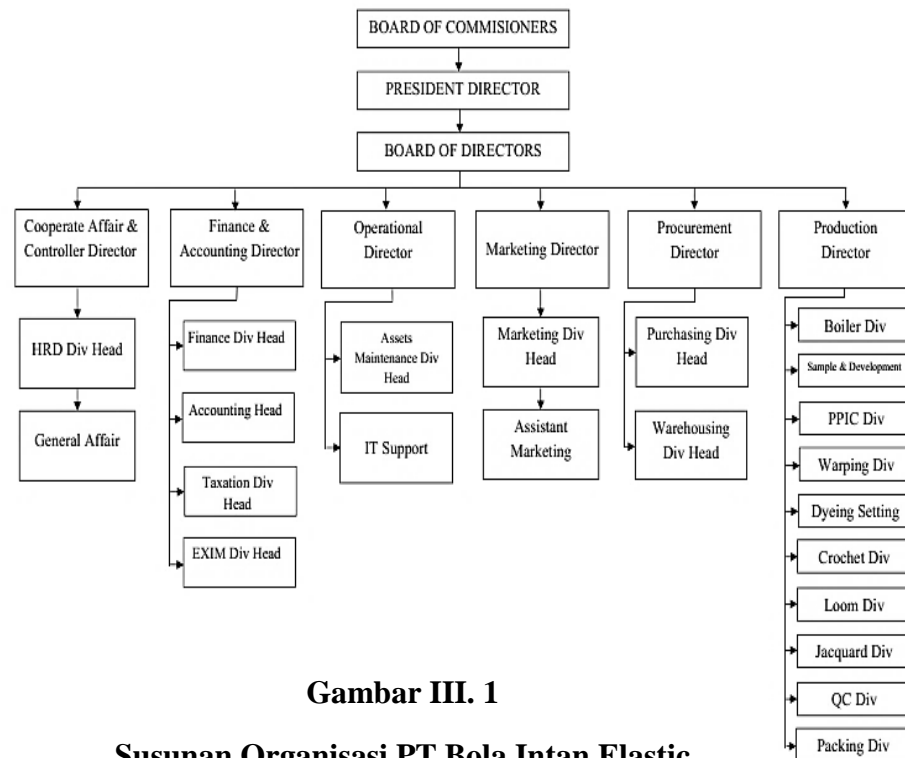 BOARD OF COMMISIONERS
PRESIDENT DIRECTOR
BOARD OF DIRECTORS
Cooperate Affair &
Controller Director
Finance &
Accounting Director
Operational
Director
Marketing Director
Procurement
Director
Production
Director
HRD Div Head
General Affair
Finance Div Head
Accounting Head
Taxation Div
Head
EXIM Div Head
Assets
Maintenance Div
Head
IT Support
Marketing Div
Head
Assistant
Marketing
Purchasing Div
Head
Warehousing
Div Head
Boiler Div
Sample & Development
PPIC Div
Warping Div
Dyeing Setting
Crochet Div
Loom Div
Jacquard Div
QC Div
Packing Div
Gambar III. 1
Susunan Organisasi PT Bola Intan Elastic